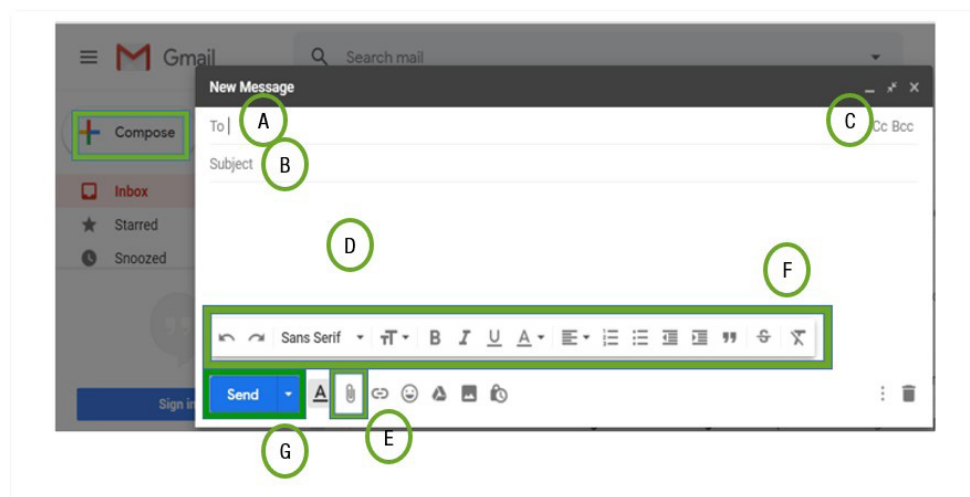 Gmail
Search mail
New Message
To A C Cc Bcc
Compose
Subject B
Inbox
Starred
D
Snoozed
F
Sans Serif
Send
Sign in
E
G